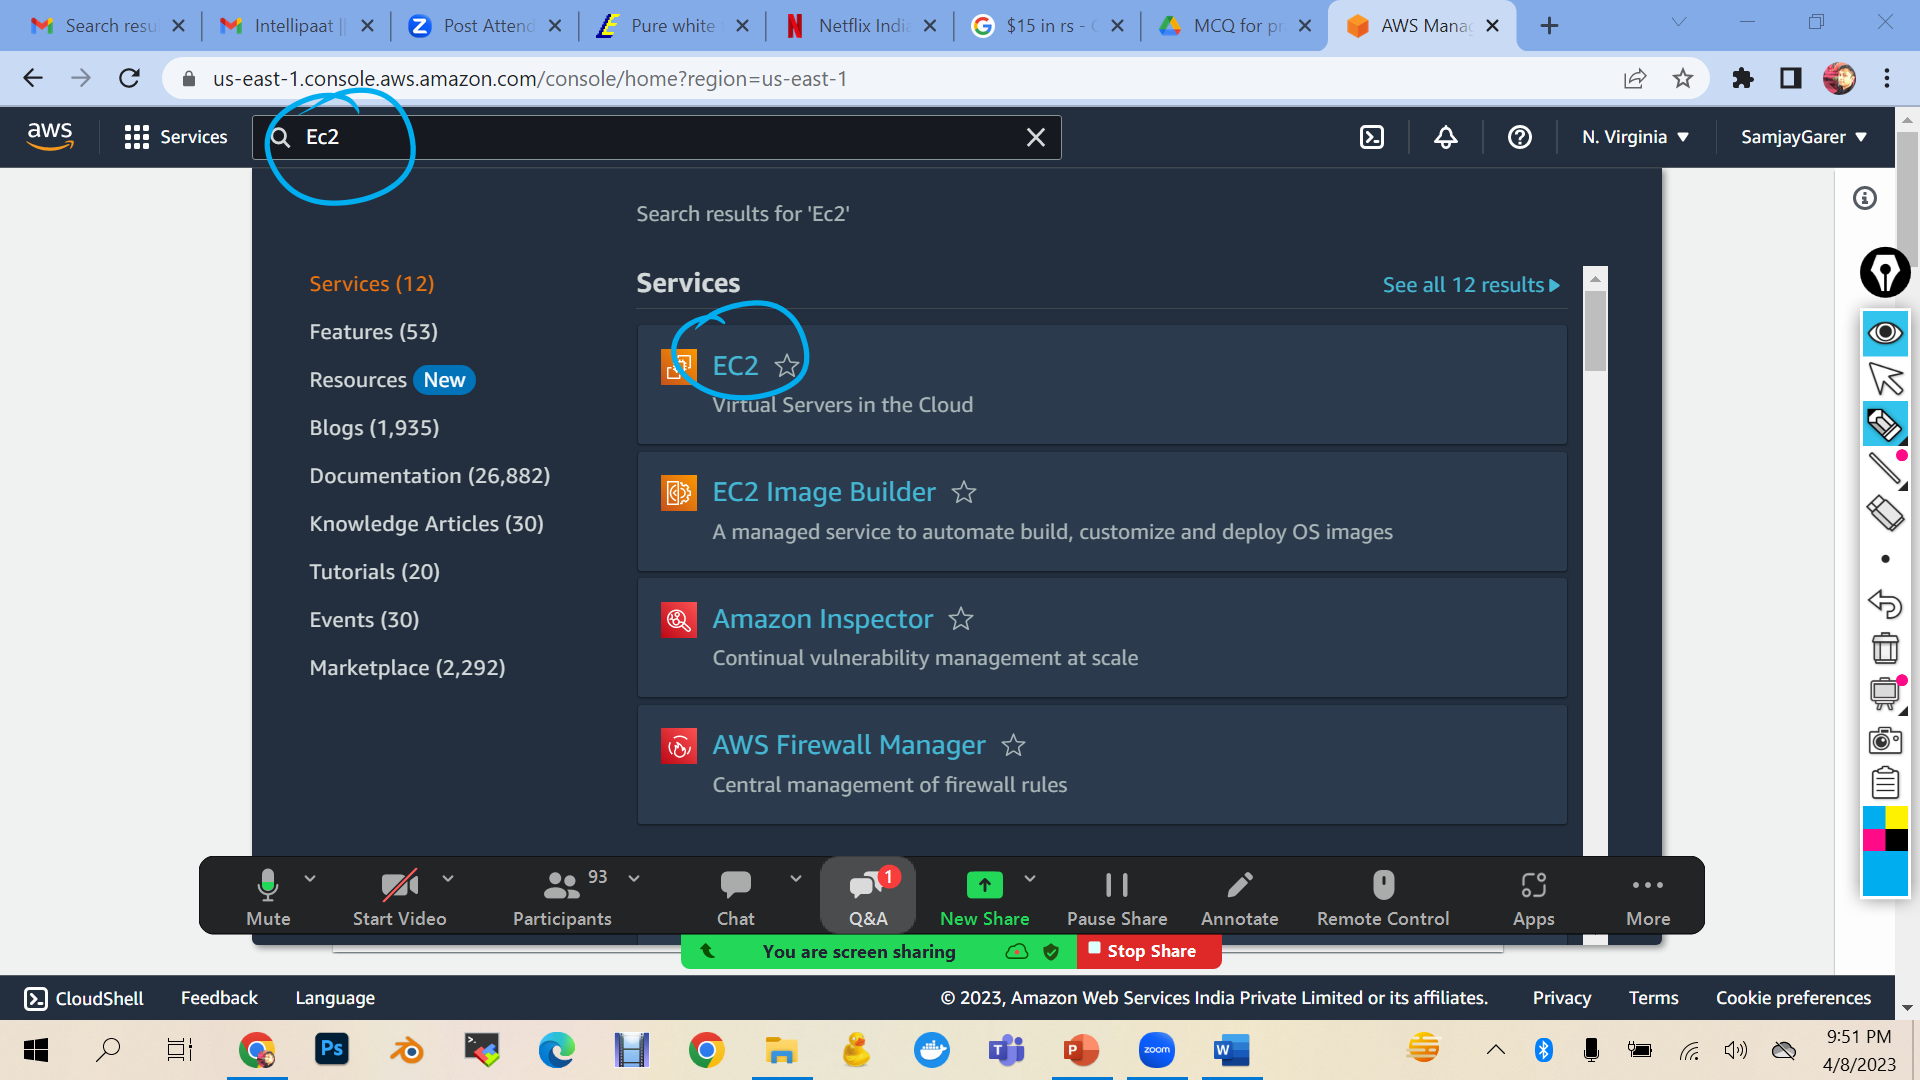 Search resu
Intellipaat ||
Post Attend
Pure white
Netflix India
$15 in rs -
MCQ for pr
AWS Manag
us-east-1.console.aws.amazon.com/console/home?region=us-east-1
aws
Services
Ec2
N. Virginia
SamjayGarer
Search results for 'Ec2'
Services (12)
Features (53)
Resources New
Blogs (1,935)
Documentation (26,882)
Knowledge Articles (30)
Tutorials (20)
Events (30)
Marketplace (2,292)
Services
See all 12 results
EC2
Virtual Servers in the Cloud
EC2 Image Builder
A managed service to automate build, customize and deploy OS images
Amazon Inspector
Continual vulnerability management at scale
AWS Firewall Manager
Central management of firewall rules
Mute
Start Video
93
Participants
Chat
1
Q&A
New Share
Pause Share
Annotate
Remote Control
Apps
More
You are screen sharing
Stop Share
CloudShell
Feedback
Language
© 2023, Amazon Web Services India Private Limited or its affiliates.
Privacy
Terms
Cookie preferences
Ps
zoom
9:51 PM
4/8/2023